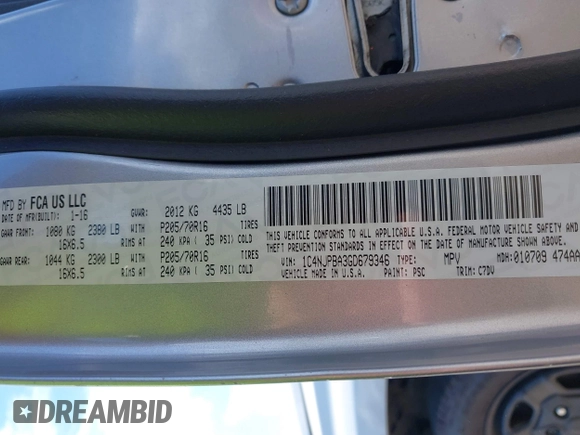 MFD BY FCA US LLC
DATE OF MFR(BUILT): 1-16 GVWR: 2012 KG 4435 LB
GAWR FRONT: 1080 KG 2380 LB WITH P205/70R16 TIRES
16X6.5 RIMS AT 240 KPA ( 35 PSI) COLD
GAWR REAR: 1044 KG 2300 LB WITH P205/70R16 TIRES
16X6.5 RIMS AT 240 KPA ( 35 PSI) COLD
THIS VEHICLE CONFORMS TO ALL APPLICABLE U.S.A. FEDERAL MOTOR VEHICLE SAFETY AND
THEFT PREVENTION STANDARDS IN EFFECT ON THE DATE OF MANUFACTURE SHOWN ABOVE
VIN: 1C4NJPBA3GD679346 TYPE: MPV MDH: 010709 474AA
VEHICLE MADE IN U.S.A. PAINT: PSC TRIM: C7DV
DREAMBID